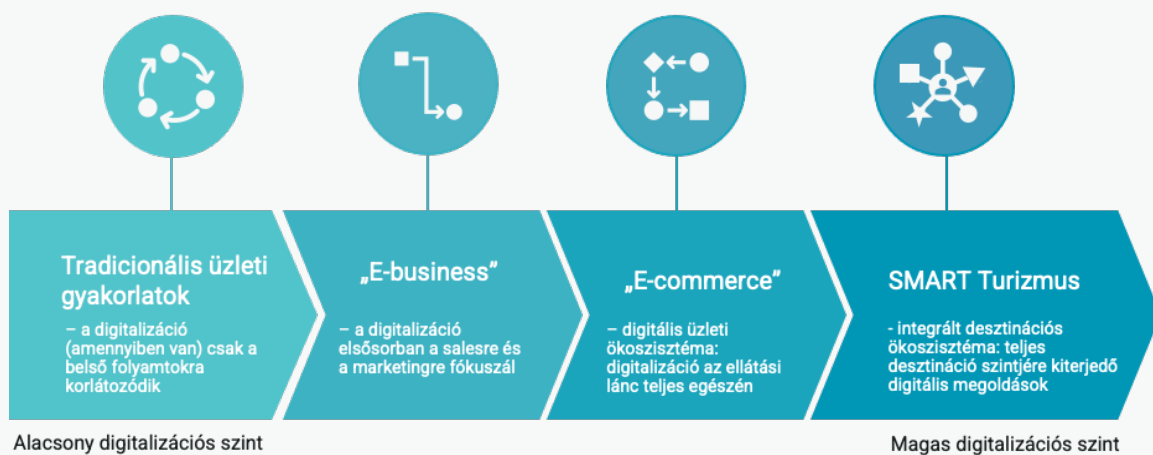 Tradicionális üzleti
gyakorlatok
– a digitalizáció
(amennyiben van) csak a
belső folyamtokra
korlátozódik
„E-business”
– a digitalizáció
elsősorban a salesre és
a marketingre fókuszál
„E-commerce”
– digitális üzleti
ökoszisztéma:
digitalizáció az ellátási
lánc teljes egészén
SMART Turizmus
- integrált desztinációs
ökoszisztéma: teljes
desztináció szintjére kiterjedő
digitális megoldások
Alacsony digitalizációs szint
Magas digitalizációs szint